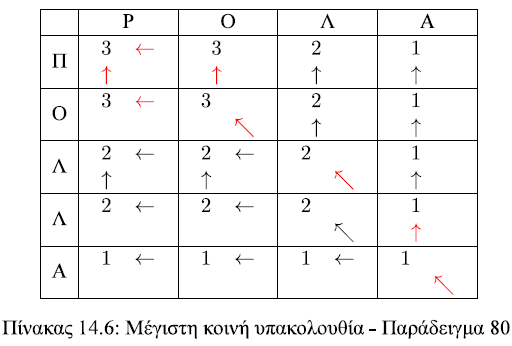 Ρ Ο Λ Α
Π 3 ← 3 2 1
↑ ↑ ↑ ↑
Ο 3 ← 3 2 1
↖ ↑ ↑
Λ 2 ← 2 ← 2 1
↑ ↑ ↖ ↑
Λ 2 ← 2 ← 2 1
↖ ↑
Α 1 ← 1 ← 1 ← 1
↖
Πίνακας 14.6: Μέγιστη κοινή υπακολουθία - Παράδειγμα 80